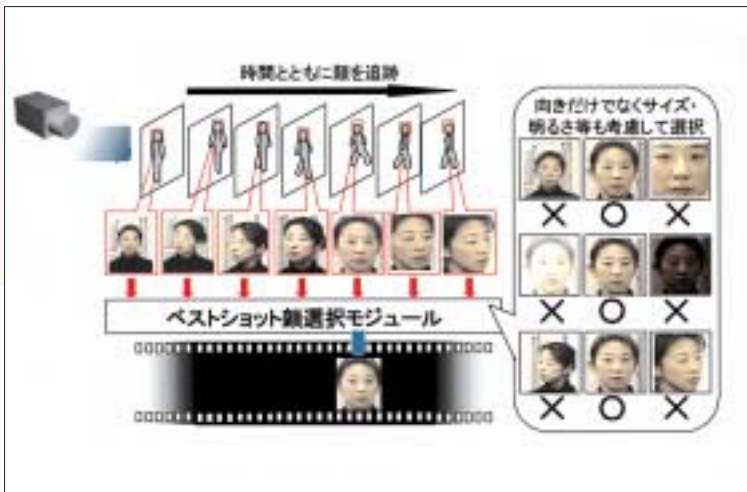 時間とともに顔を追跡
向きだけでなくサイズ・
明るさ等も考慮して選択
ベストショット顔選択モジュール